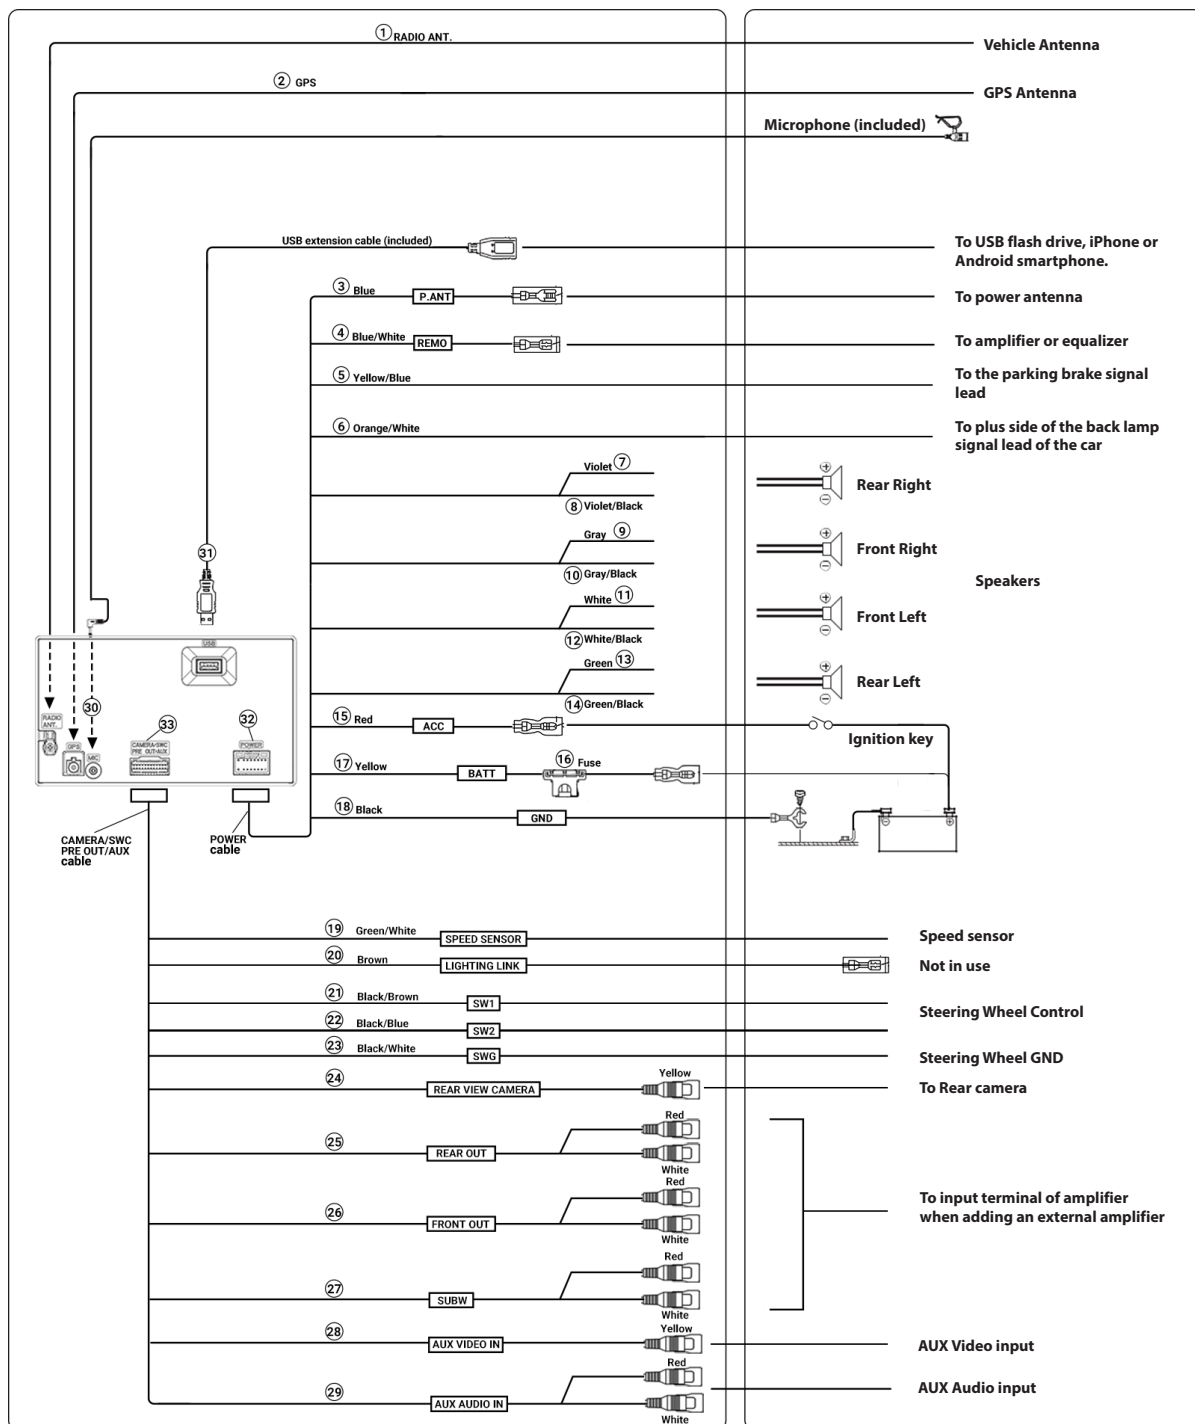 ① RADIO ANT.
Vehicle Antenna
② GPS
GPS Antenna
Microphone (included)
USB extension cable (included)
To USB flash drive, iPhone or
Android smartphone.
③ Blue
P.ANT
To power antenna
④ Blue/White
REMO
To amplifier or equalizer
⑤ Yellow/Blue
To the parking brake signal
lead
⑥ Orange/White
To plus side of the back lamp
signal lead of the car
Violet ⑦
⑧ Violet/Black
+
−
Rear Right
Gray ⑨
⑩ Gray/Black
+
−
Front Right
Speakers
White ⑪
⑫ White/Black
+
−
Front Left
Green ⑬
⑭ Green/Black
+
−
Rear Left
㉛
USB
㉚
RADIO
ANT.
GPS
MIC
㉝
CAMERA/SWC
PRE OUT/AUX
㉜
POWER
⑮ Red
ACC
Ignition key
⑰ Yellow
BATT
⑯ Fuse
⑱ Black
GND
−
+
CAMERA/SWC
PRE OUT/AUX
cable
POWER
cable
⑲ Green/White
SPEED SENSOR
Speed sensor
⑳ Brown
LIGHTING LINK
Not in use
㉑ Black/Brown
SW1
Steering Wheel Control
㉒ Black/Blue
SW2
㉓ Black/White
SWG
Steering Wheel GND
㉔
REAR VIEW CAMERA
Yellow
To Rear camera
㉕
REAR OUT
Red
White
㉖
FRONT OUT
Red
White
To input terminal of amplifier
when adding an external amplifier
㉗
SUBW
Red
White
㉘
AUX VIDEO IN
Yellow
AUX Video input
㉙
AUX AUDIO IN
Red
White
AUX Audio input